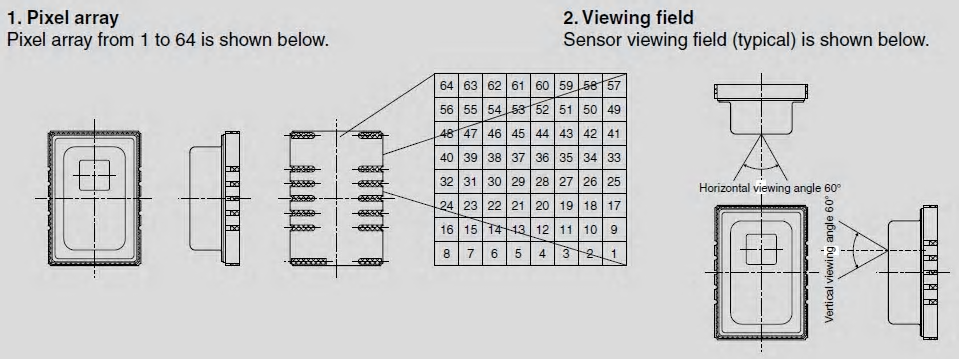 1. Pixel array
Pixel array from 1 to 64 is shown below.
64 63 62 61 60 59 58 57
56 55 54 53 52 51 50 49
48 47 46 45 44 43 42 41
40 39 38 37 36 35 34 33
32 31 30 29 28 27 26 25
24 23 22 21 20 19 18 17
16 15 14 13 12 11 10 9
8 7 6 5 4 3 2 1
2. Viewing field
Sensor viewing field (typical) is shown below.
Horizontal viewing angle 60°
Vertical viewing angle 60°